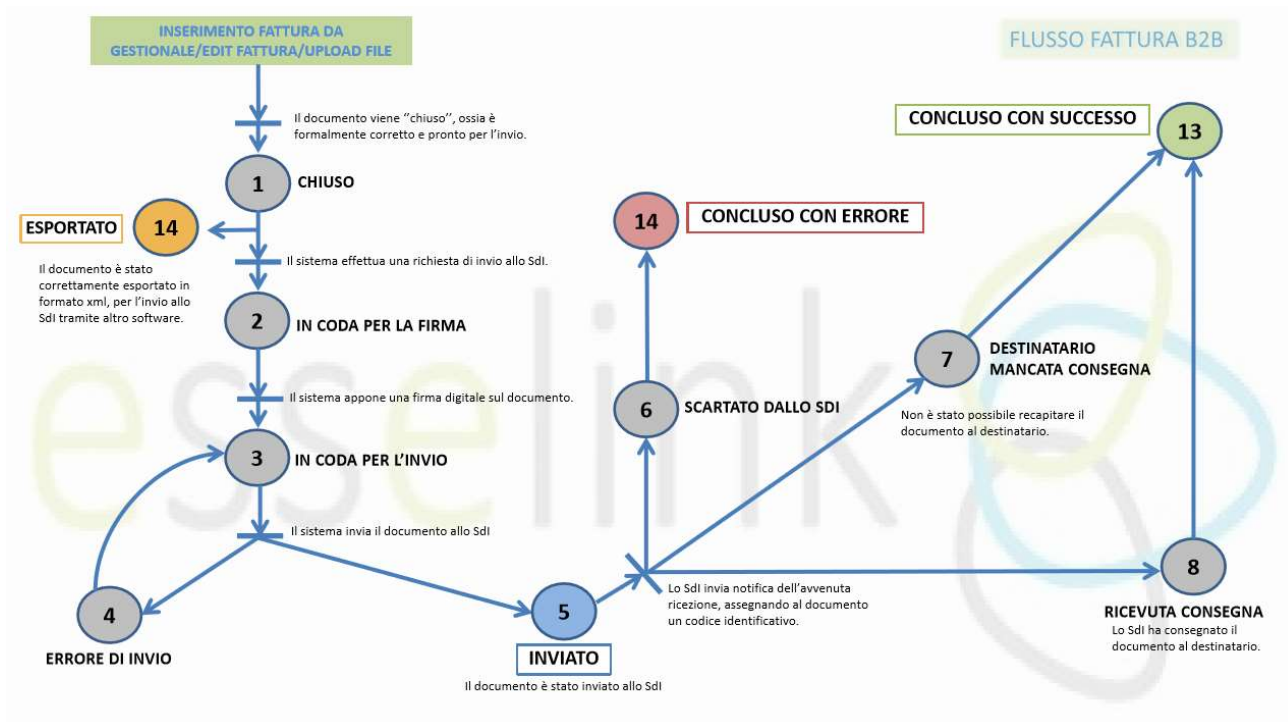 INSERIMENTO FATTURA DA
GESTIONALE/EDIT FATTURA/UPLOAD FILE
FLUSSO FATTURA B2B
Il documento viene “chiuso”, ossia è
formalmente corretto e pronto per l’invio.
CONCLUSO CON SUCCESSO
13
1
CHIUSO
ESPORTATO
14
14
CONCLUSO CON ERRORE
Il documento è stato
correttamente esportato in
formato xml, per l’invio allo
SdI tramite altro software.
Il sistema effettua una richiesta di invio allo SdI.
2
IN CODA PER LA FIRMA
7
DESTINATARIO
MANCATA CONSEGNA
Non è stato possibile recapitare il
documento al destinatario.
Il sistema appone una firma digitale sul documento.
6
SCARTATO DALLO SDI
3
IN CODA PER L’INVIO
esselink
Il sistema invia il documento allo SdI
4
ERRORE DI INVIO
5
INVIATO
Il documento è stato inviato allo SdI
Lo SdI invia notifica dell’avvenuta
ricezione, assegnando al documento
un codice identificativo.
8
RICEVUTA CONSEGNA
Lo SdI ha consegnato il
documento al destinatario.